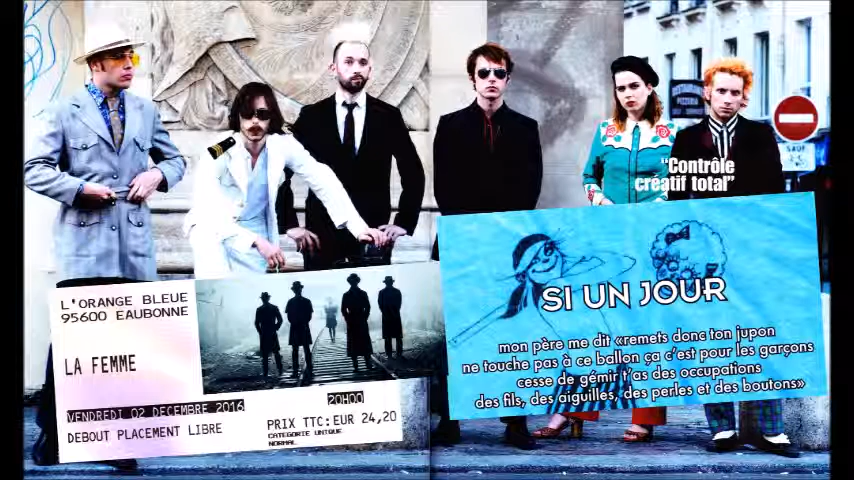 "Contrôle
créatif total"
RESTAURANT
PIZZERIA
SAUF
L'ORANGE BLEUE
95600 EAUBONNE
LA FEMME
VENDREDI 02 DECEMBRE 2016
20H00
DEBOUT PLACEMENT LIBRE
PRIX TTC:EUR 24,20
CATEGORIE UNIQUE
NORMAL
SI UN JOUR
mon père me dit «remets donc ton jupon
ne touche pas à ce ballon ça c'est pour les garçons
cesse de gémir t'as des occupations
des fils, des aiguilles, des perles et des boutons»